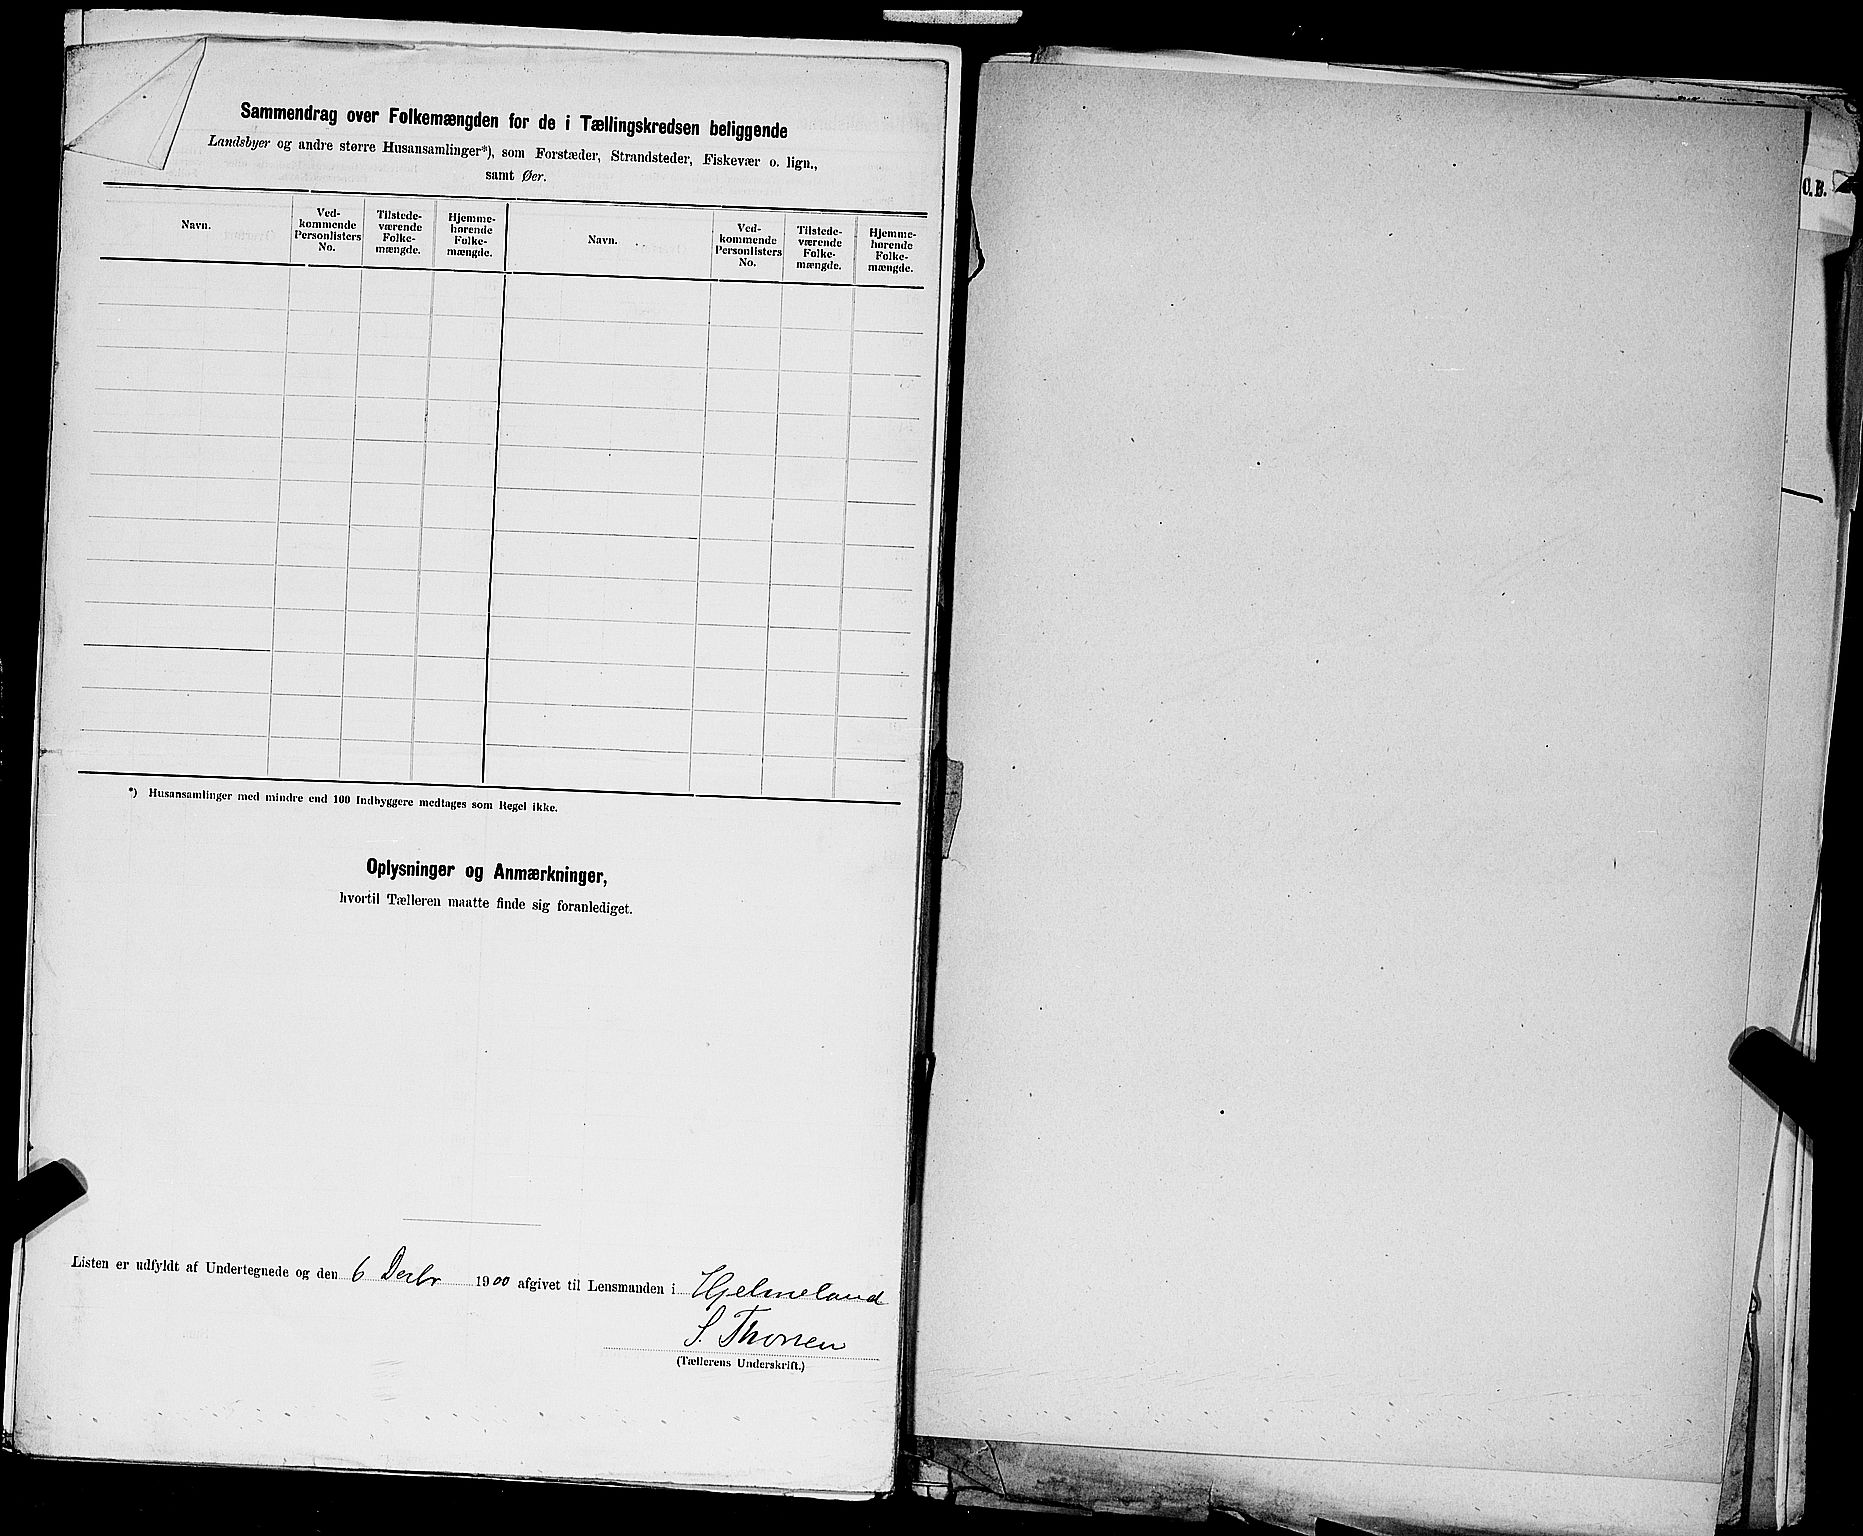 Sammendrag over Folkemængden for de i Tællingskredsen beliggende
Landsbyer og andre større Husansamlinger*), som Forstæder, Strandsteder, Fiskevær o. lign.,
samt Øer.
Navn.
Ved-
kommende
Personlisters
No.
Tilstede-
værende
Folke-
mængde.
Hjemme-
hørende
Folke-
mængde.
Navn.
Ved-
kommende
Personlisters
No.
Tilstede-
værende
Folke-
mængde.
Hjemme-
hørende
Folke-
mængde.
*) Husansamlinger med mindre end 100 Indbyggere medtages som Regel ikke.
Oplysninger og Anmærkninger,
hvortil Tælleren maatte finde sig foranlediget.
Listen er udfyldt af Undertegnede og den 6 Decbr 1900 afgivet til Lensmanden i Hjelmeland
S. Thorsen
(Tællerens Underskrift.)
O.B.